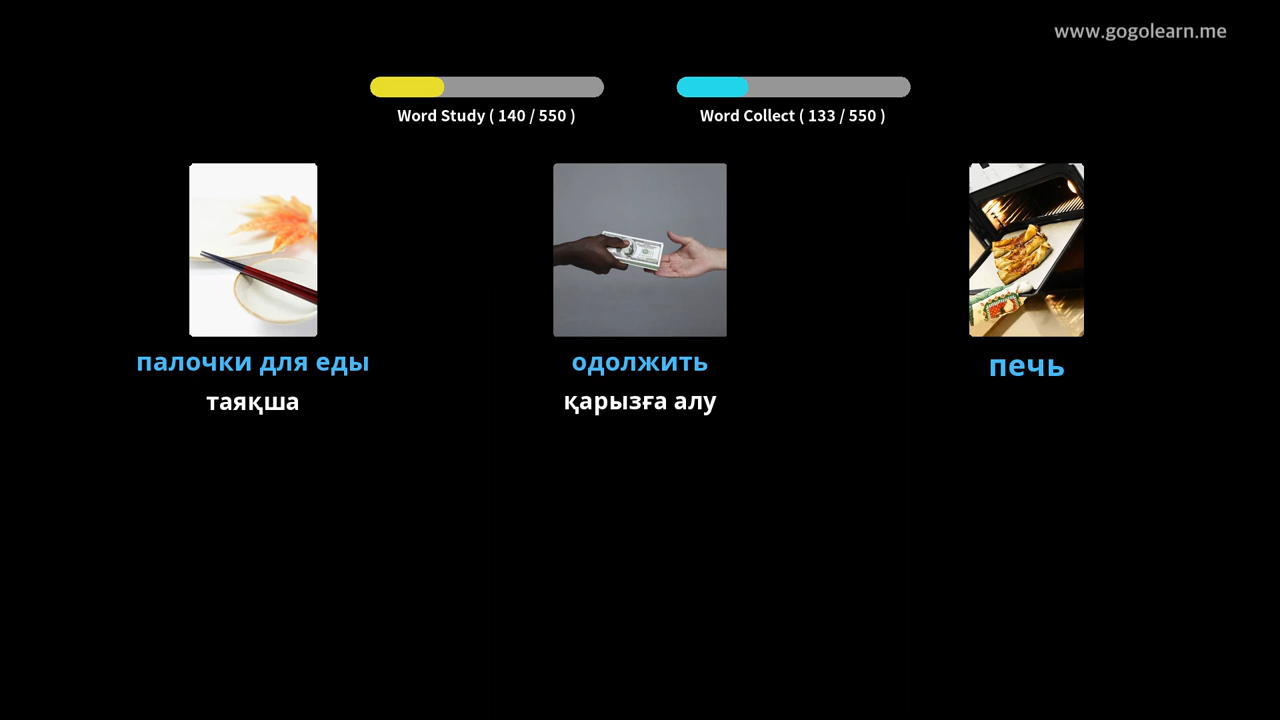 www.gogolearn.me
Word Study ( 140 / 550 )
Word Collect ( 133 / 550 )
палочки для еды
таяқша
одолжить
қарызға алу
печь